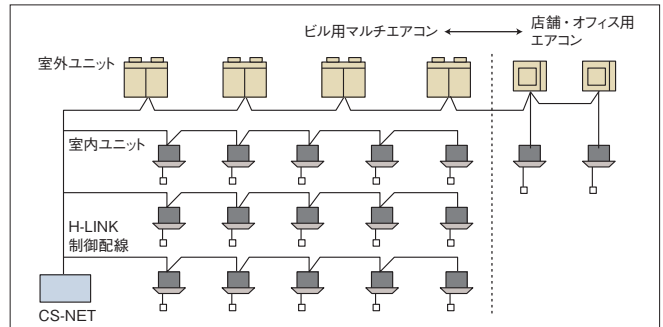 ビル用マルチエアコン
店舗・オフィス用
エアコン
室外ユニット
室内ユニット
H-LINK
制御配線
CS-NET